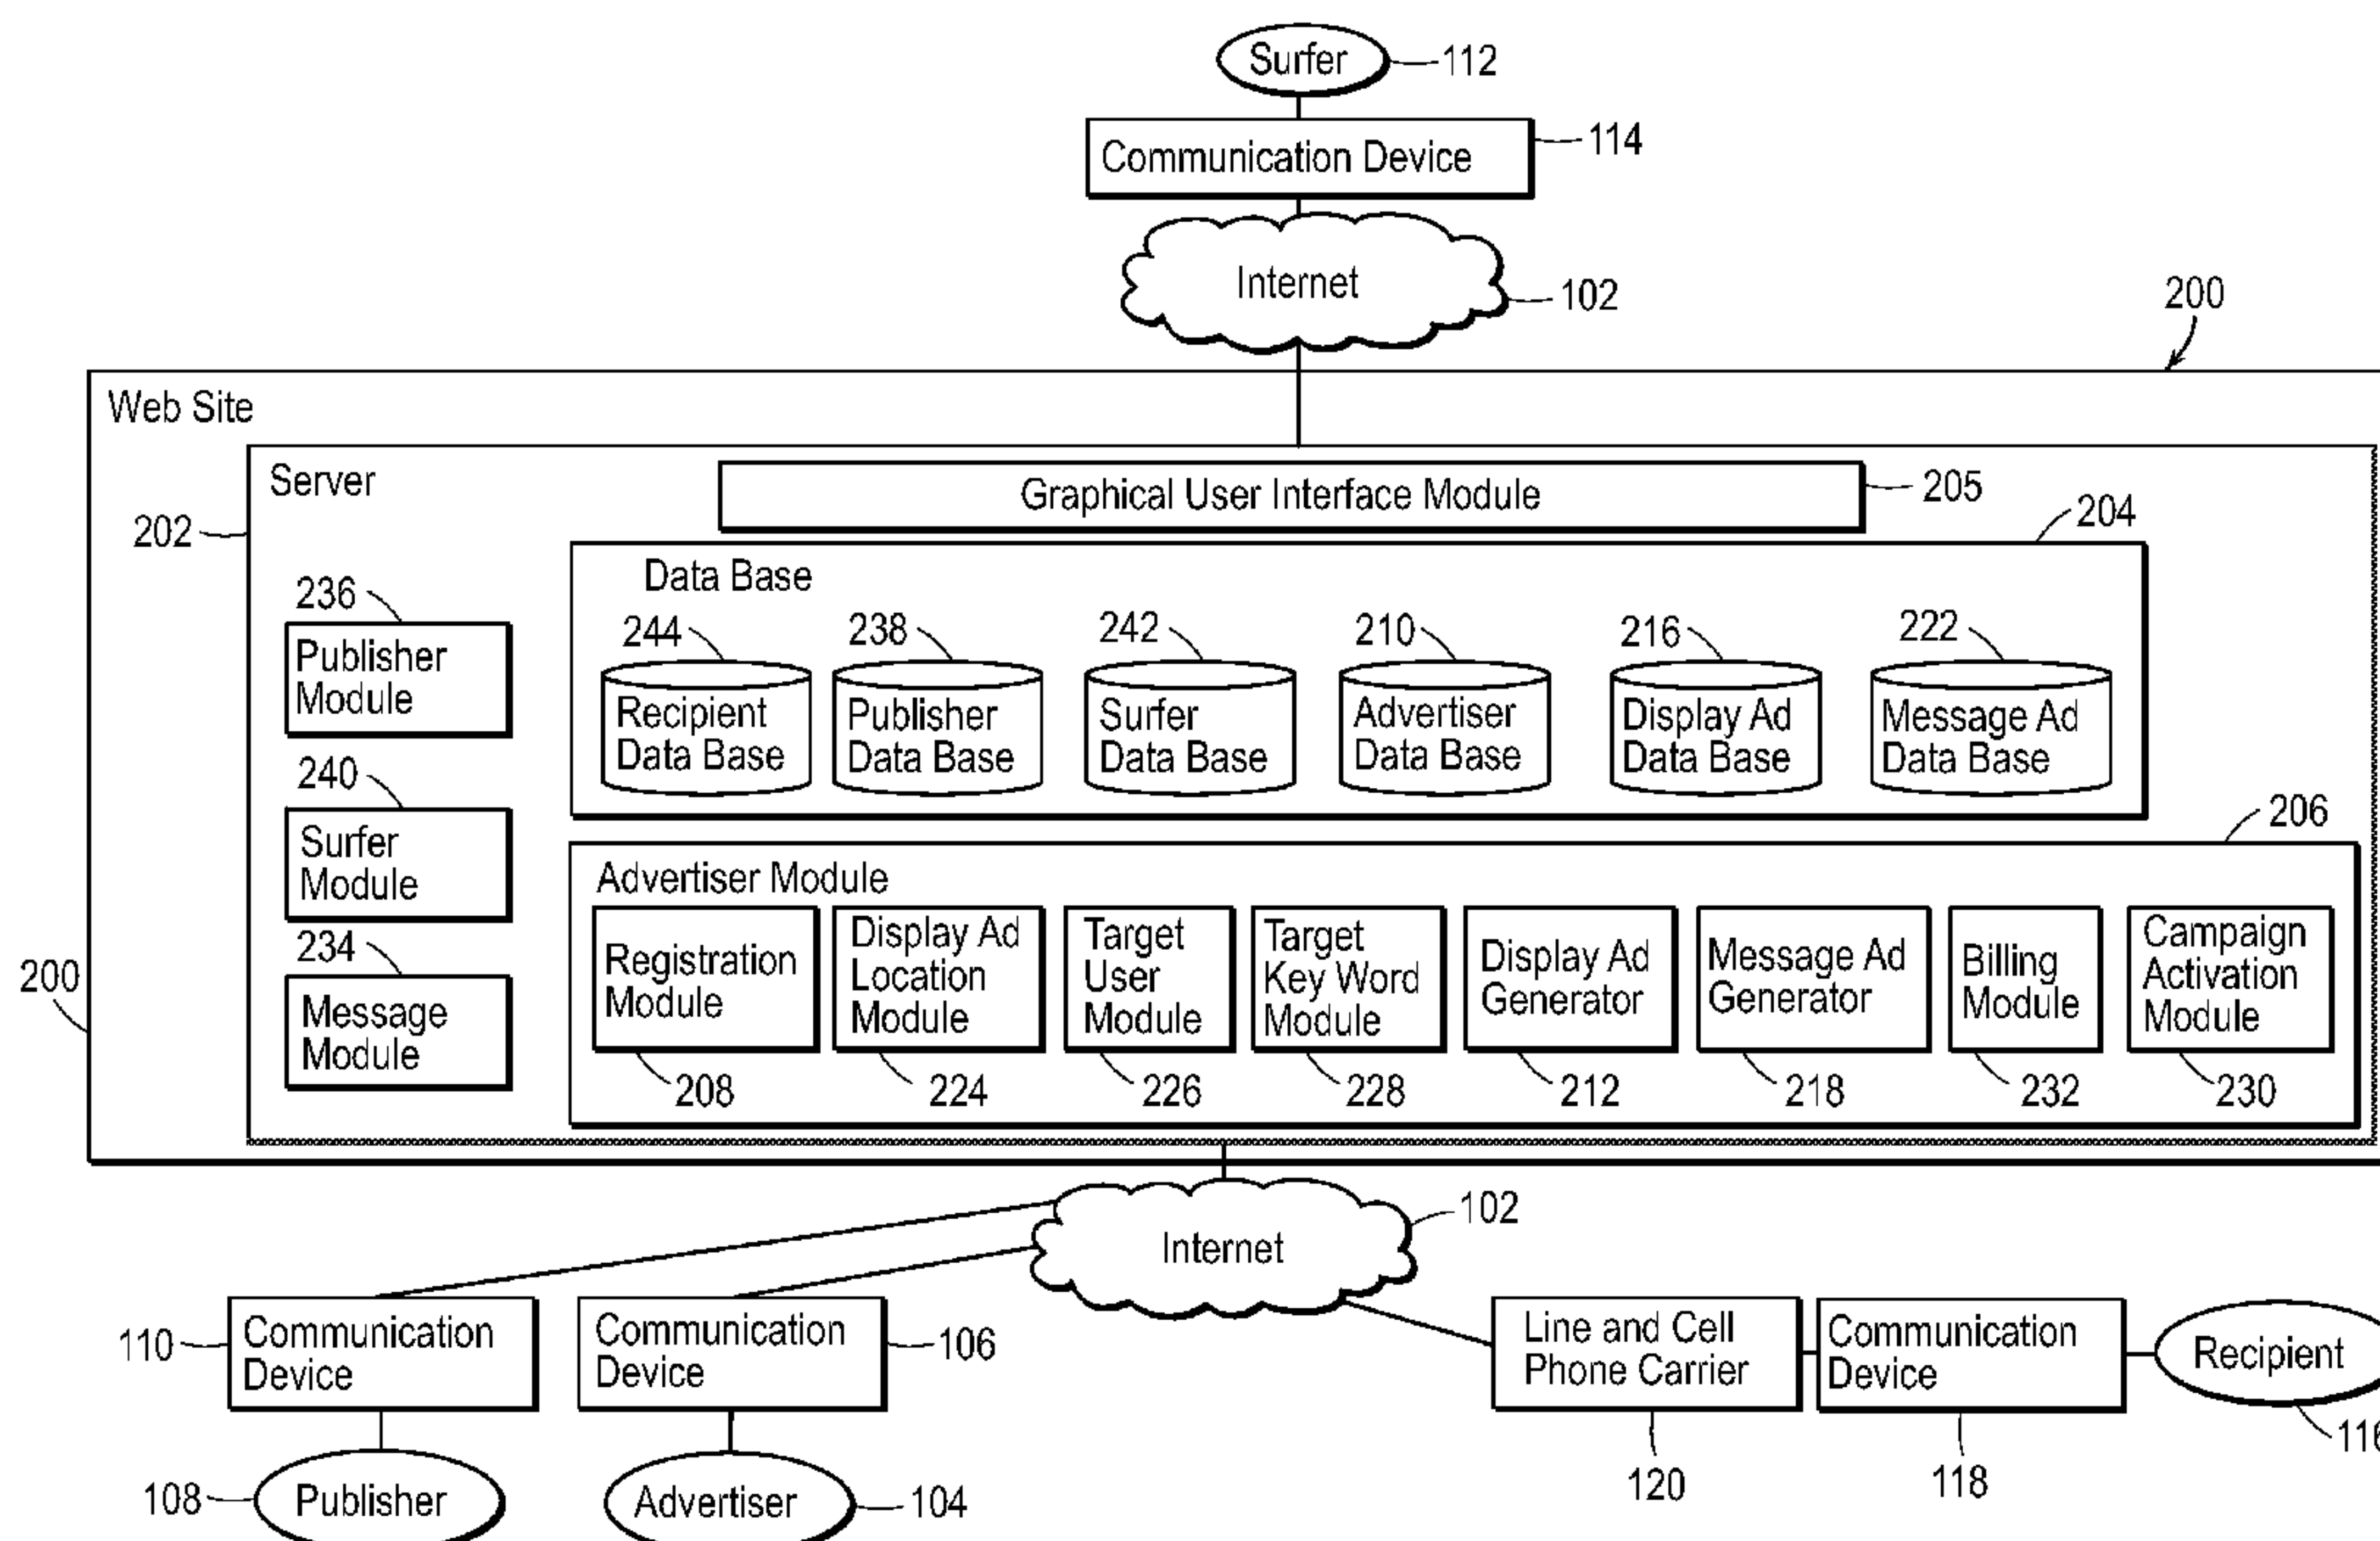 Surfer
112
Communication Device
114
Internet
102
200
Web Site
Server
202
Graphical User Interface Module
205
204
Data Base
236
Publisher
Module
244
238
242
210
216
222
Recipient
Data Base
Publisher
Data Base
Surfer
Data Base
Advertiser
Data Base
Display Ad
Data Base
Message Ad
Data Base
240
Surfer
Module
206
Advertiser Module
234
Message
Module
200
Registration
Module
Display Ad
Location
Module
Target
User
Module
Target
Key Word
Module
Display Ad
Generator
Message Ad
Generator
Billing
Module
Campaign
Activation
Module
208
224
226
228
212
218
232
230
Internet
102
110
Communication
Device
Communication
Device
106
Line and Cell
Phone Carrier
Communication
Device
Recipient
116
120
118
108
Publisher
Advertiser
104